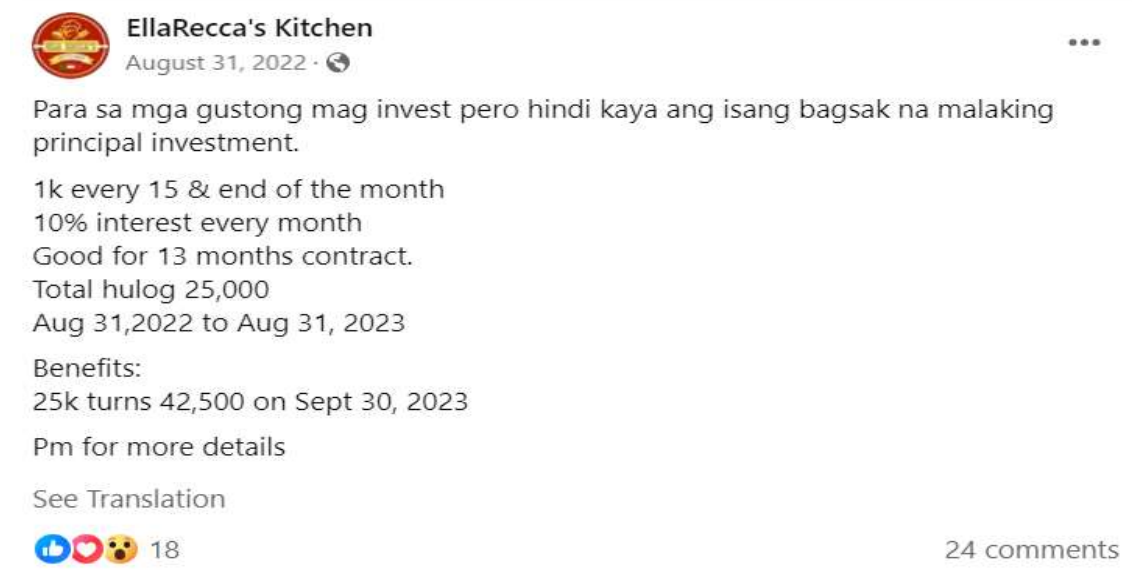 EllaRecca's Kitchen
August 31, 2022 ·
Para sa mga gustong mag invest pero hindi kaya ang isang bagsak na malaking
principal investment.
1k every 15 & end of the month
10% interest every month
Good for 13 months contract.
Total hulog 25,000
Aug 31,2022 to Aug 31, 2023
Benefits:
25k turns 42,500 on Sept 30, 2023
Pm for more details
See Translation
18
24 comments